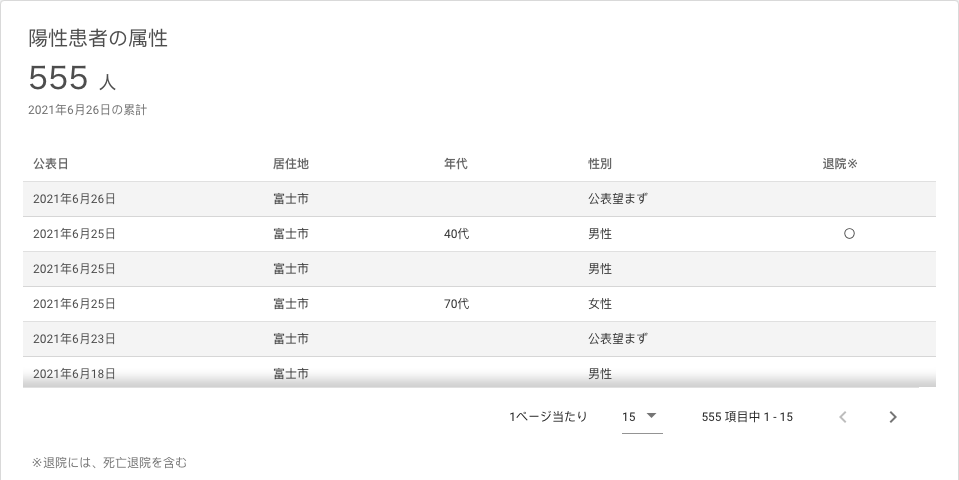 陽性患者の属性
555 人
2021年6月26日の累計
公表日 居住地 年代 性別 退院※
2021年6月26日 富士市 公表望まず
2021年6月25日 富士市 40代 男性 〇
2021年6月25日 富士市 男性
2021年6月25日 富士市 70代 女性
2021年6月23日 富士市 公表望まず
2021年6月18日 富士市 男性
1ページ当たり 15 555 項目中 1 - 15
※退院には、死亡退院を含む